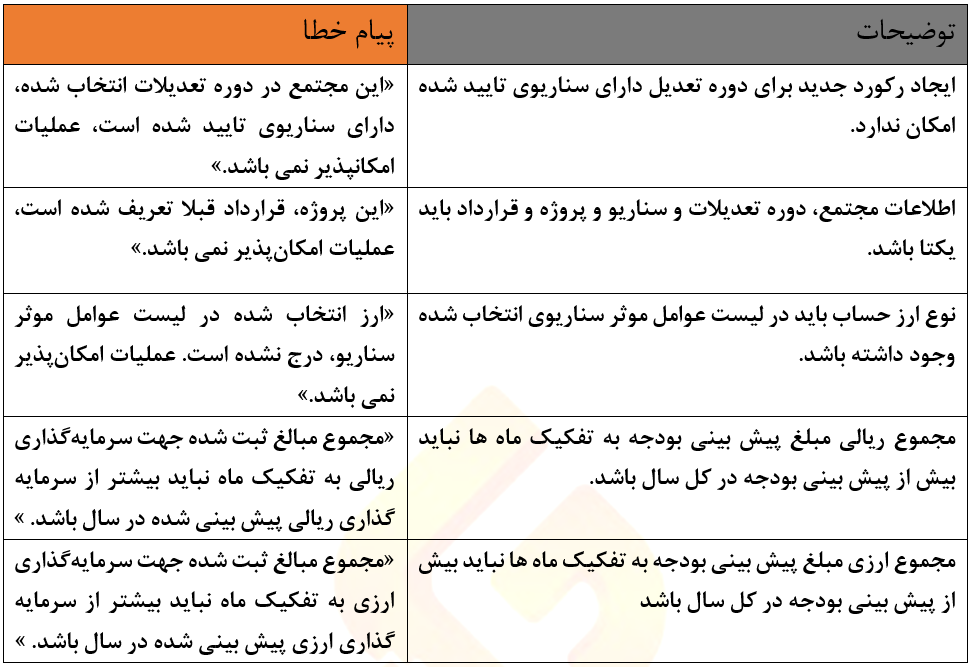 توضیحات
پیام خطا
ایجاد رکورد جدید برای دوره تعدیل دارای سناریوی تایید شده
امکان ندارد.
«این مجتمع در دوره تعدیلات انتخاب شده،
دارای سناریوی تایید شده است، عملیات
امکانپذیر نمی باشد.»
اطلاعات مجتمع، دوره تعدیلات و سناریو و پروژه و قرارداد باید
یکتا باشد.
«این پروژه، قرارداد قبلا تعریف شده است،
عملیات امکان‌پذیر نمی باشد.»
نوع ارز حساب باید در لیست عوامل موثر سناریوی انتخاب شده
وجود داشته باشد.
«ارز انتخاب شده در لیست عوامل موثر
سناریو، درج نشده است. عملیات امکان‌پذیر
نمی باشد.»
مجموع ریالی مبلغ پیش بینی بودجه به تفکیک ماه ها نباید
بیش از پیش بینی بودجه در کل سال باشد.
«مجموع مبالغ ثبت شده جهت سرمایه‌گذاری
ریالی به تفکیک ماه نباید بیشتر از سرمایه
گذاری ریالی پیش بینی شده در سال باشد. »
مجموع ارزی مبلغ پیش بینی بودجه به تفکیک ماه ها نباید بیش
از پیش بینی بودجه در کل سال باشد
«مجموع مبالغ ثبت شده جهت سرمایه‌گذاری
ارزی به تفکیک ماه نباید بیشتر از سرمایه
گذاری ارزی پیش بینی شده در سال باشد. »